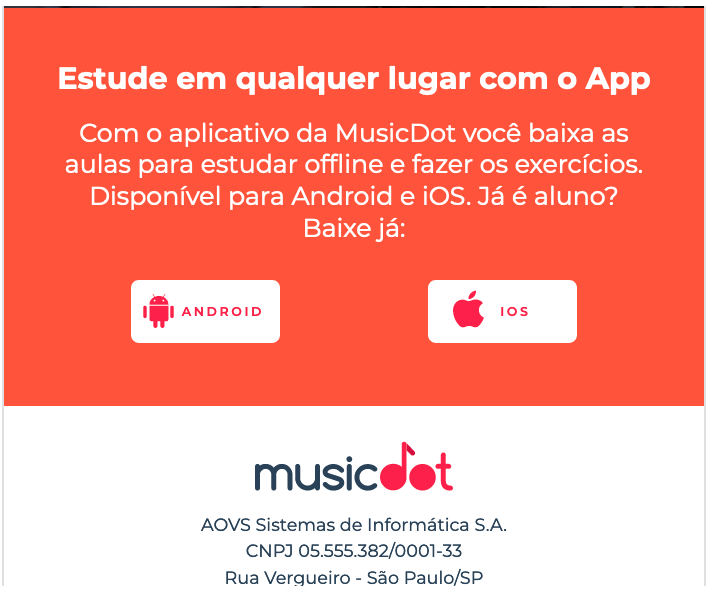 Estude em qualquer lugar com o App
Com o aplicativo da MusicDot você baixa as
aulas para estudar offline e fazer os exercícios.
Disponível para Android e iOS. Já é aluno?
Baixe já:
ANDROID
IOS
musicdot
AOVS Sistemas de Informática S.A.
CNPJ 05.555.382/0001-33
Rua Vergueiro - São Paulo/SP